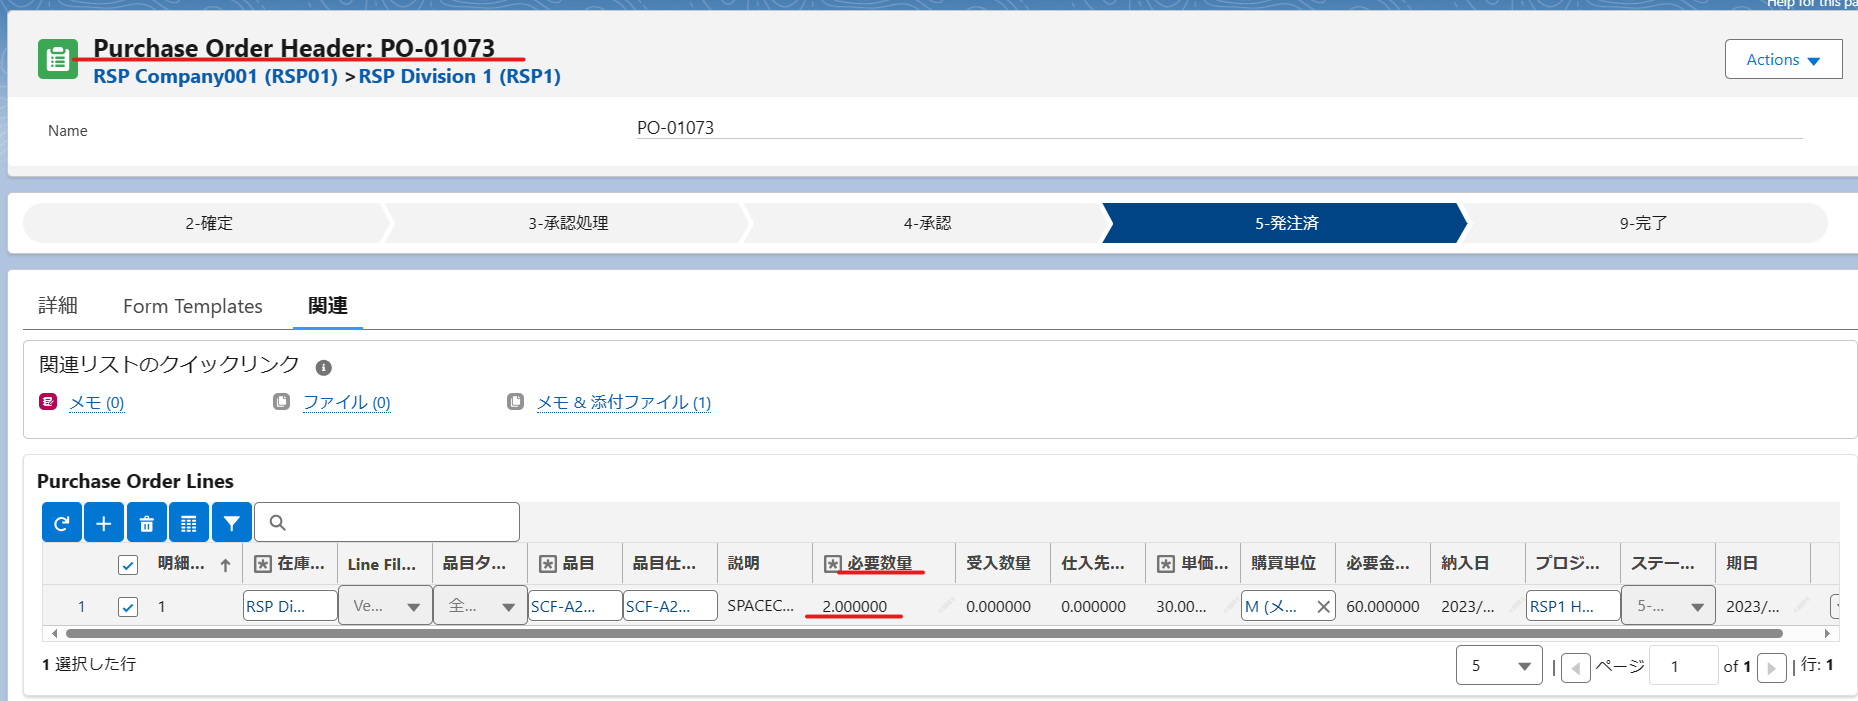 Help for this pa
Purchase Order Header: PO-01073
RSP Company001 (RSP01) >RSP Division 1 (RSP1)
Actions
Name
PO-01073
2-確定
3-承認処理
4-承認
5-発注済
9-完了
詳細
Form Templates
関連
関連リストのクイックリンク
メモ (0)
ファイル (0)
メモ & 添付ファイル (1)
Purchase Order Lines
明細... 在庫... Line Fil... 品目タ... 品目 品目仕... 説明 必要数量 受入数量 仕入先... 単価... 購買単位 必要金... 納入日 プロジ... ステー... 期日
1 1 RSP Di... Ve... 全... SCF-A2... SCF-A2... SPACEC... 2.000000 0.000000 0.000000 30.00... M (メ... 60.000000 2023/... RSP1 H... 5-... 2023/...
1 選択した行
5 | ページ 1 of 1 | 行: 1